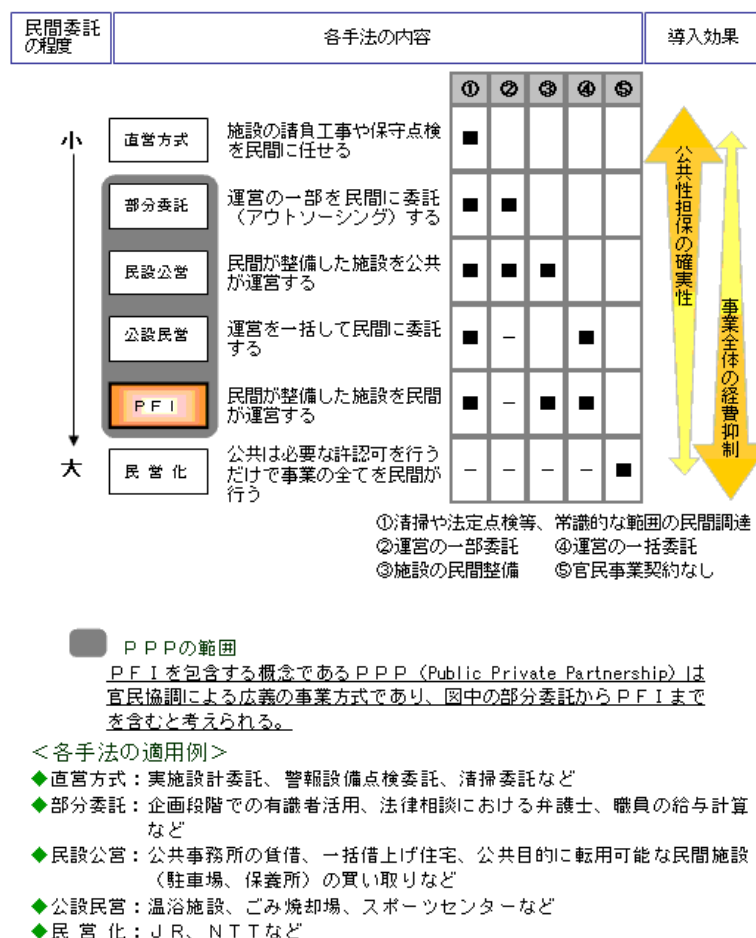 民間委託
の程度
各手法の内容
導入効果
① ② ③ ④ ⑤
小
直営方式
施設の請負工事や保守点検
を民間に任せる
■
部分委託
運営の一部を民間に委託
（アウトソーシング）する
■ ■
民設公営
民間が整備した施設を公共
が運営する
■ ■ ■
公設民営
運営を一括して民間に委託
する
■ － ■
ＰＦＩ
民間が整備した施設を民間
が運営する
■ － ■ ■
大
民 営 化
公共は必要な許認可を行う
だけで事業の全てを民間が
行う
－ － － － ■
公共性担保の確実性
事業全体の経費抑制
①清掃や法定点検等、常識的な範囲の民間調達
②運営の一部委託　④運営の一括委託
③施設の民間整備　⑤官民事業契約なし
ＰＰＰの範囲
ＰＦＩを包含する概念であるＰＰＰ（Public Private Partnership）は
官民協調による広義の事業方式であり、図中の部分委託からＰＦＩまで
を含むと考えられる。
＜各手法の適用例＞
◆直営方式：実施設計委託、警報設備点検委託、清掃委託など
◆部分委託：企画段階での有識者活用、法律相談における弁護士、職員の給与計算
など
◆民設公営：公共事務所の賃借、一括借上げ住宅、公共目的に転用可能な民間施設
（駐車場、保養所）の買い取りなど
◆公設民営：温浴施設、ごみ焼却場、スポーツセンターなど
◆民 営 化：ＪＲ、ＮＴＴなど